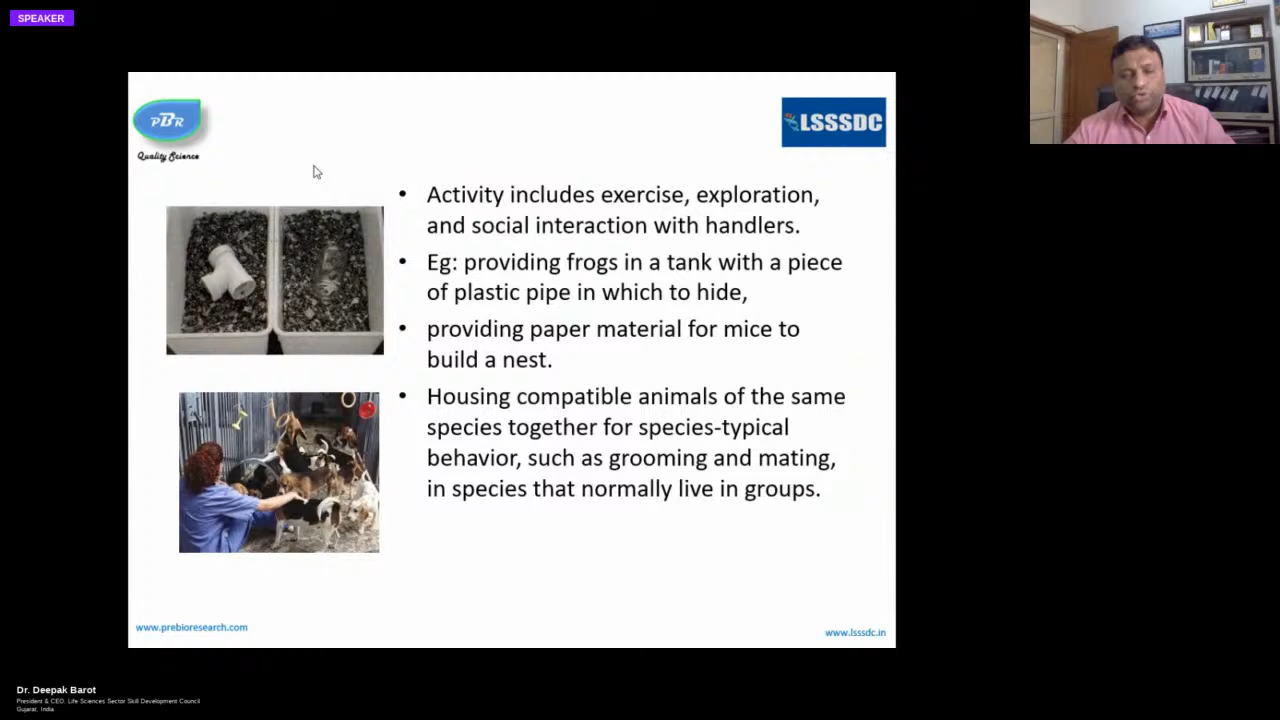 SPEAKER
PBR
Quality Science
LSSSDC
• Activity includes exercise, exploration,
and social interaction with handlers.
• Eg: providing frogs in a tank with a piece
of plastic pipe in which to hide,
• providing paper material for mice to
build a nest.
• Housing compatible animals of the same
species together for species-typical
behavior, such as grooming and mating,
in species that normally live in groups.
www.prebioresearch.com
www.lsssdc.in
Dr. Deepak Barot
President & CEO, Life Sciences Sector Skill Development Council
Gujarat, India